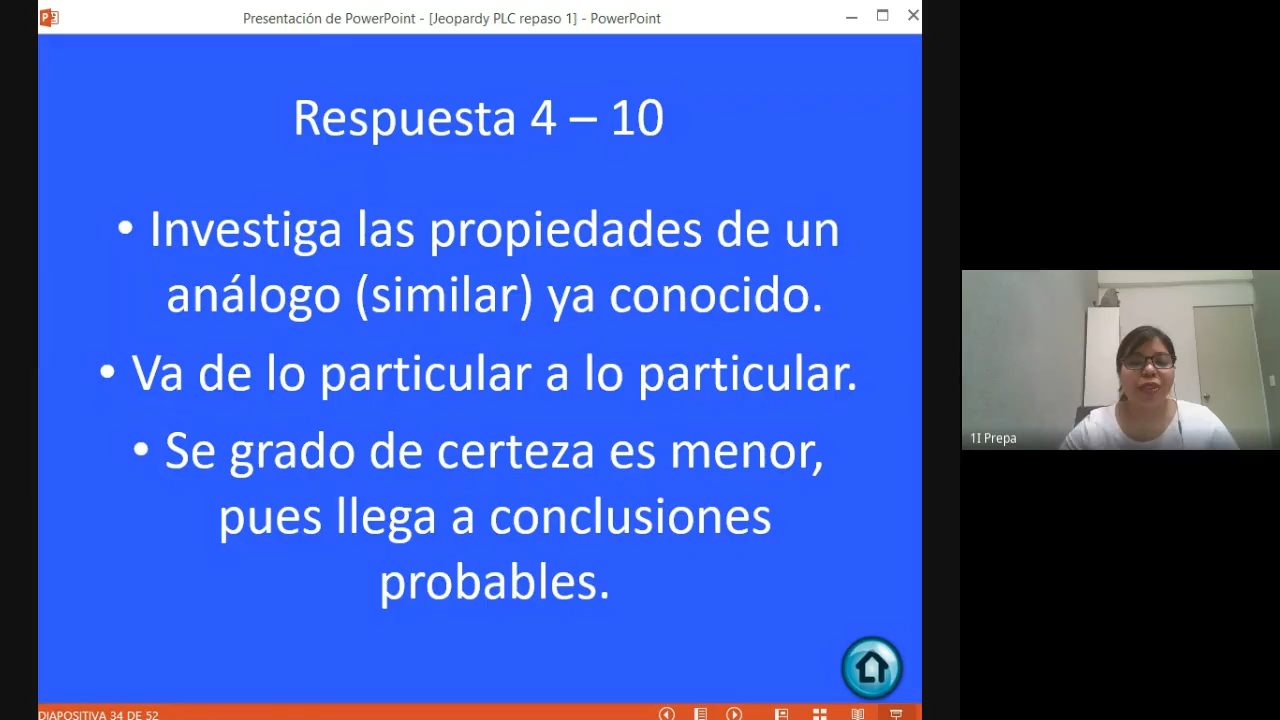 Presentación de PowerPoint - [Jeopardy PLC repaso 1] - PowerPoint
Respuesta 4 – 10
• Investiga las propiedades de un
análogo (similar) ya conocido.
• Va de lo particular a lo particular.
• Se grado de certeza es menor,
pues llega a conclusiones
probables.
1I Prepa
DIAPOSITIVA 34 DE 52